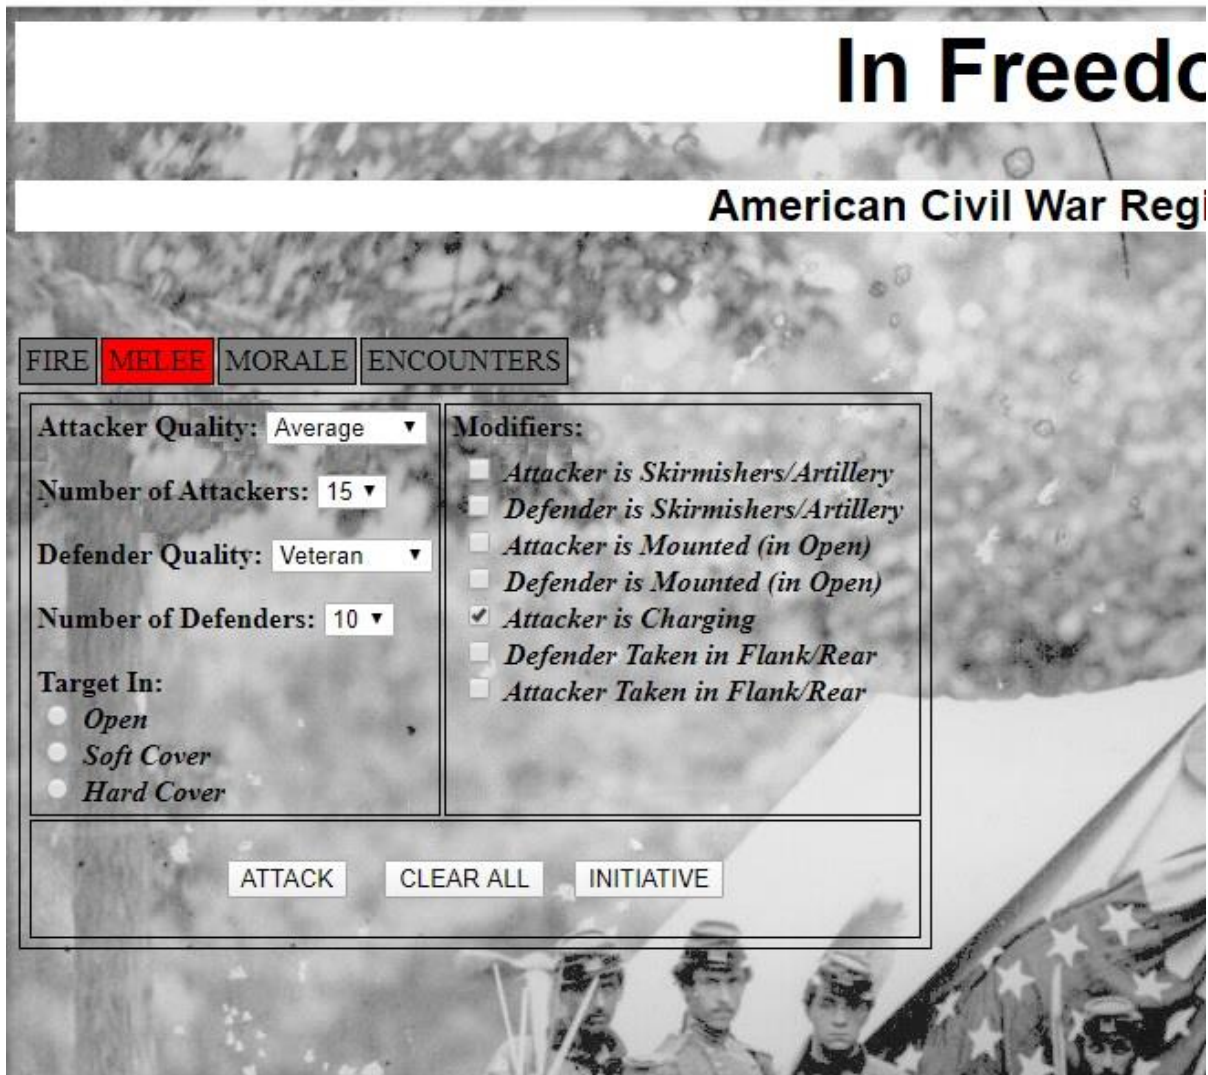 In Freedo
American Civil War Regi
FIRE MELEE MORALE ENCOUNTERS
Attacker Quality: Average
Number of Attackers: 15
Defender Quality: Veteran
Number of Defenders: 10
Target In:
Open
Soft Cover
Hard Cover
Modifiers:
Attacker is Skirmishers/Artillery
Defender is Skirmishers/Artillery
Attacker is Mounted (in Open)
Defender is Mounted (in Open)
Attacker is Charging
Defender Taken in Flank/Rear
Attacker Taken in Flank/Rear
ATTACK CLEAR ALL INITIATIVE